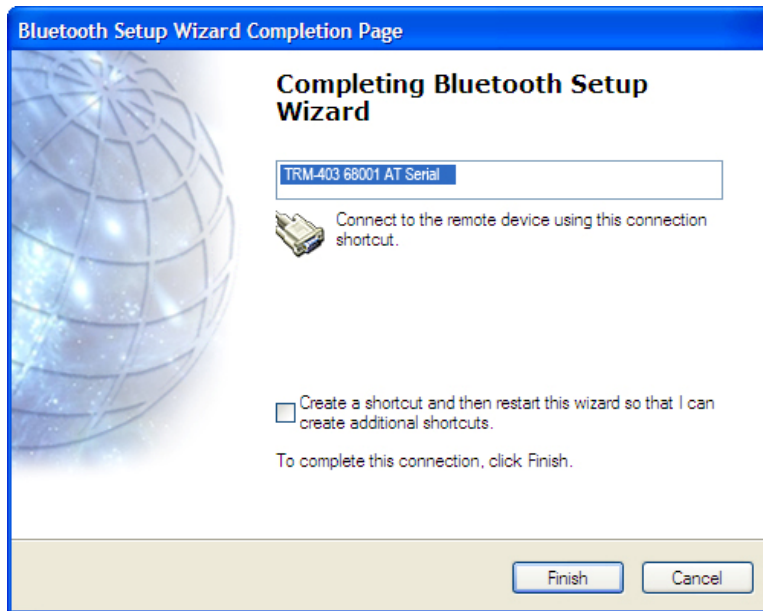 Bluetooth Setup Wizard Completion Page
Completing Bluetooth Setup
Wizard
TRM-403 68001 AT Serial
Connect to the remote device using this connection
shortcut.
Create a shortcut and then restart this wizard so that I can
create additional shortcuts.
To complete this connection, click Finish.
Finish
Cancel